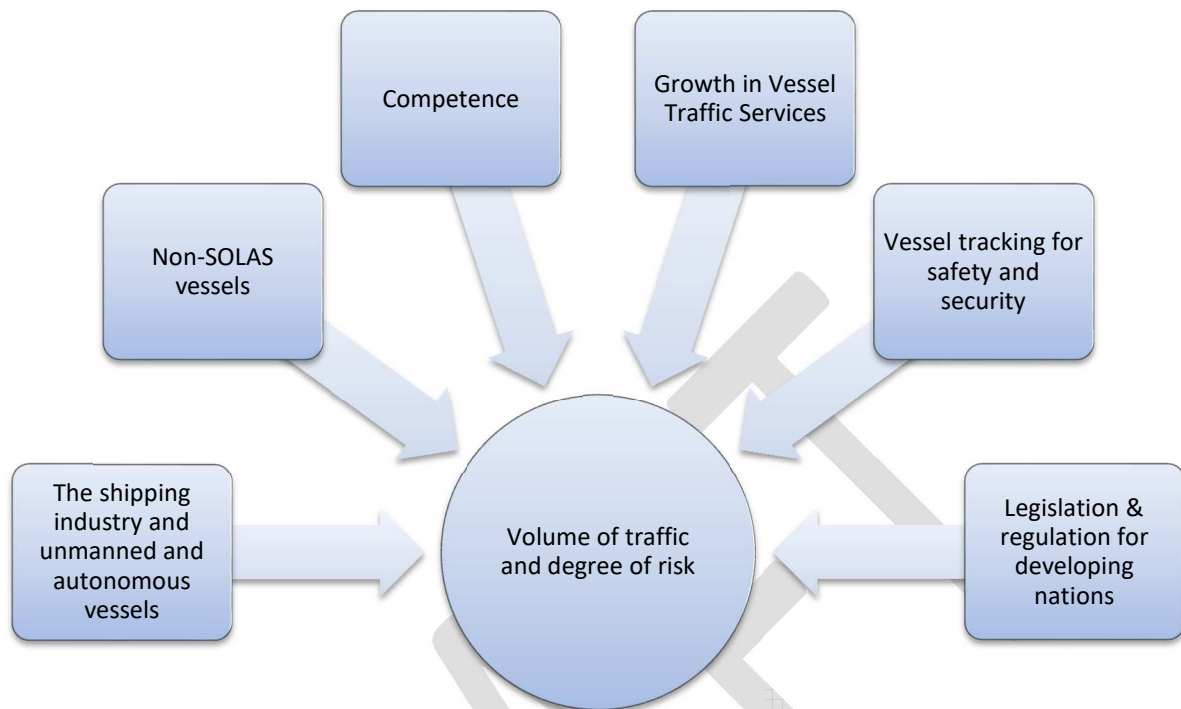 Competence
Growth in Vessel
Traffic Services
Non-SOLAS
vessels
Vessel tracking for
safety and
security
The shipping
industry and
unmanned and
autonomous
vessels
Volume of traffic
and degree of risk
Legislation &
regulation for
developing
nations